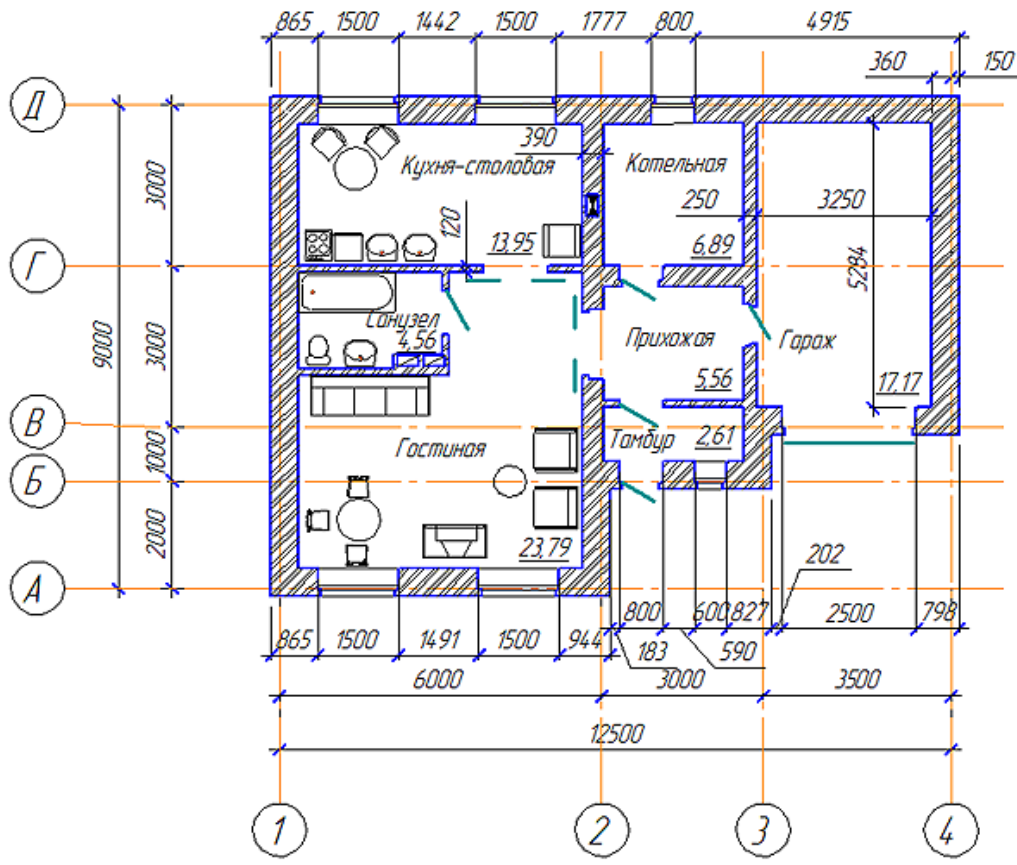 865 1500 1442 1500 1777 800 4915
360 150
Д
390
Кухня-столовая
Котельная
3000
120
250
3250
13,95
6,89
5284
Г
Санузел
4,56
Прихожая
Гараж
9000
3000
5,56
17,17
В
Гостиная
Тамбур
2,61
1000
Б
2000
23,79
202
А
800 600 827 2500 798
865 1500 1491 1500 944
183 590
6000 3000 3500
12500
1 2 3 4